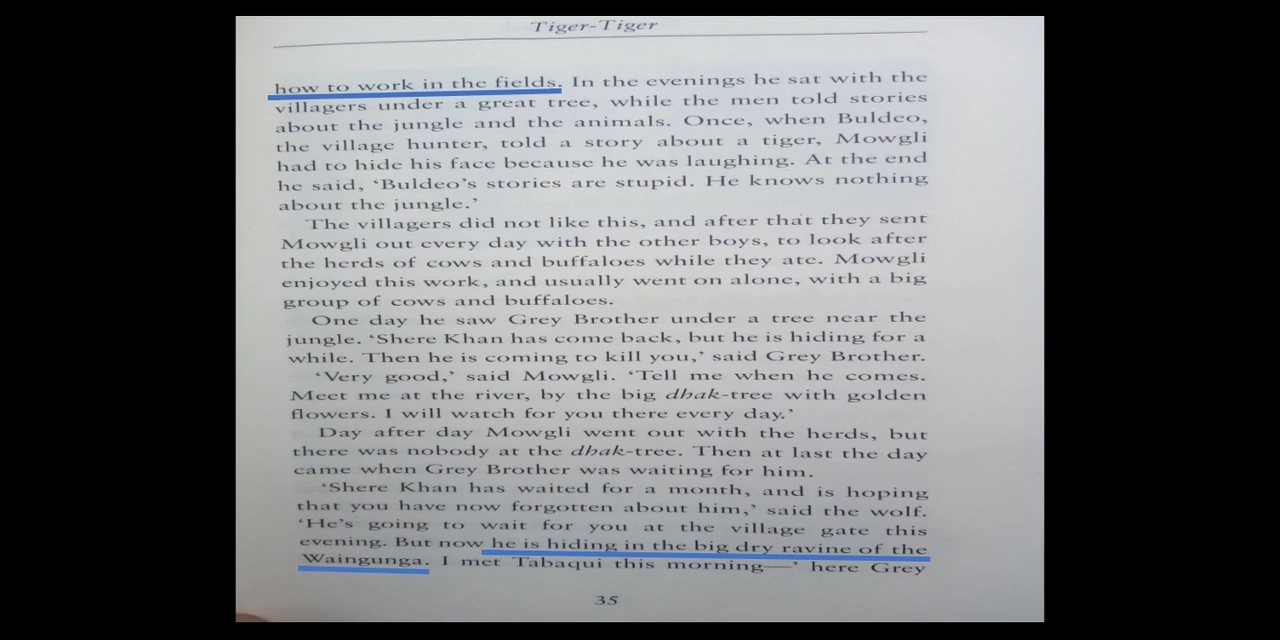 Tiger-Tiger
how to work in the fields. In the evenings he sat with the
villagers under a great tree, while the men told stories
about the jungle and the animals. Once, when Buldeo,
the village hunter, told a story about a tiger, Mowgli
had to hide his face because he was laughing. At the end
he said, ‘Buldeo’s stories are stupid. He knows nothing
about the jungle.’
The villagers did not like this, and after that they sent
Mowgli out every day with the other boys, to look after
the herds of cows and buffaloes while they ate. Mowgli
enjoyed this work, and usually went on alone, with a big
group of cows and buffaloes.
One day he saw Grey Brother under a tree near the
jungle. ‘Shere Khan has come back, but he is hiding for a
while. Then he is coming to kill you,’ said Grey Brother.
‘Very good,’ said Mowgli. ‘Tell me when he comes.
Meet me at the river, by the big dhak-tree with golden
flowers. I will watch for you there every day.’
Day after day Mowgli went out with the herds, but
there was nobody at the dhak-tree. Then at last the day
came when Grey Brother was waiting for him.
‘Shere Khan has waited for a month, and is hoping
that you have now forgotten about him,’ said the wolf.
‘He’s going to wait for you at the village gate this
evening. But now he is hiding in the big dry ravine of the
Waingunga. I met Tabaqui this morning—’ here Grey
35